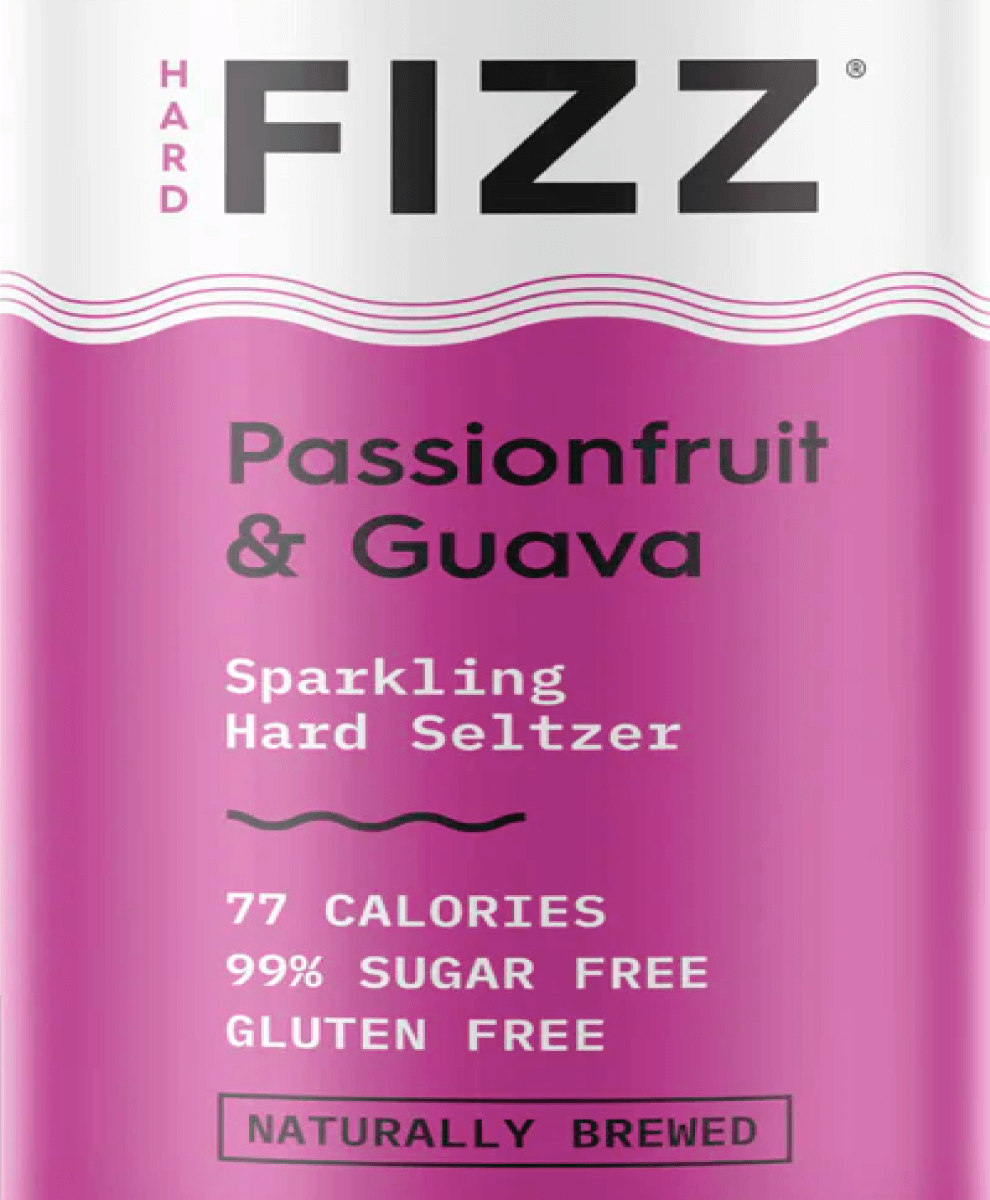 HARD
FIZZ®
Passionfruit
& Guava
Sparkling
Hard Seltzer
77 CALORIES
99% SUGAR FREE
GLUTEN FREE
NATURALLY BREWED